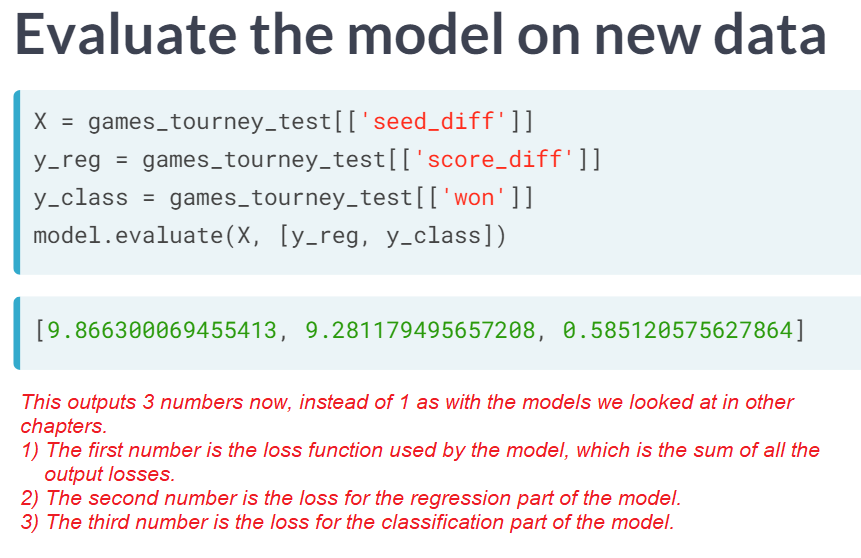 Evaluate the model on new data
X = games_tourney_test[['seed_diff']]
y_reg = games_tourney_test[['score_diff']]
y_class = games_tourney_test[['won']]
model.evaluate(X, [y_reg, y_class])
[9.866300069455413, 9.281179495657208, 0.585120575627864]
This outputs 3 numbers now, instead of 1 as with the models we looked at in other
chapters.
1) The first number is the loss function used by the model, which is the sum of all the
output losses.
2) The second number is the loss for the regression part of the model.
3) The third number is the loss for the classification part of the model.